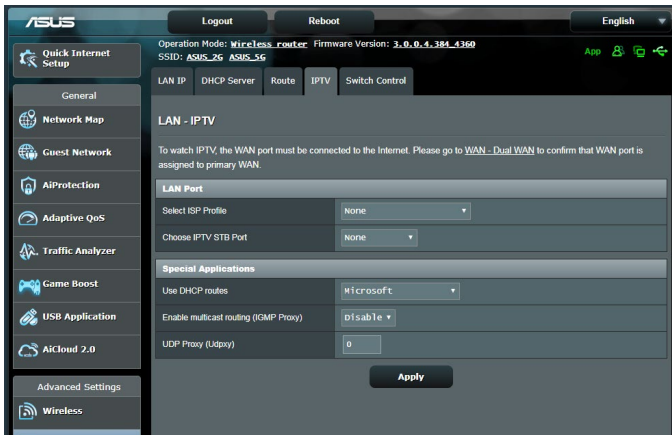 ASUS Logout Reboot English
Operation Mode: Wireless router Firmware Version: 3.0.0.4.384_4360
SSID: ASUS_2G ASUS_5G
App
Quick Internet
Setup
General
Network Map
Guest Network
AiProtection
Adaptive QoS
Traffic Analyzer
Game Boost
USB Application
AiCloud 2.0
Advanced Settings
Wireless
LAN IP DHCP Server Route IPTV Switch Control
LAN - IPTV
To watch IPTV, the WAN port must be connected to the Internet. Please go to WAN - Dual WAN to confirm that WAN port is
assigned to primary WAN.
LAN Port
Select ISP Profile None
Choose IPTV STB Port None
Special Applications
Use DHCP routes Microsoft
Enable multicast routing (IGMP Proxy) Disable
UDP Proxy (Udpxy) 0
Apply